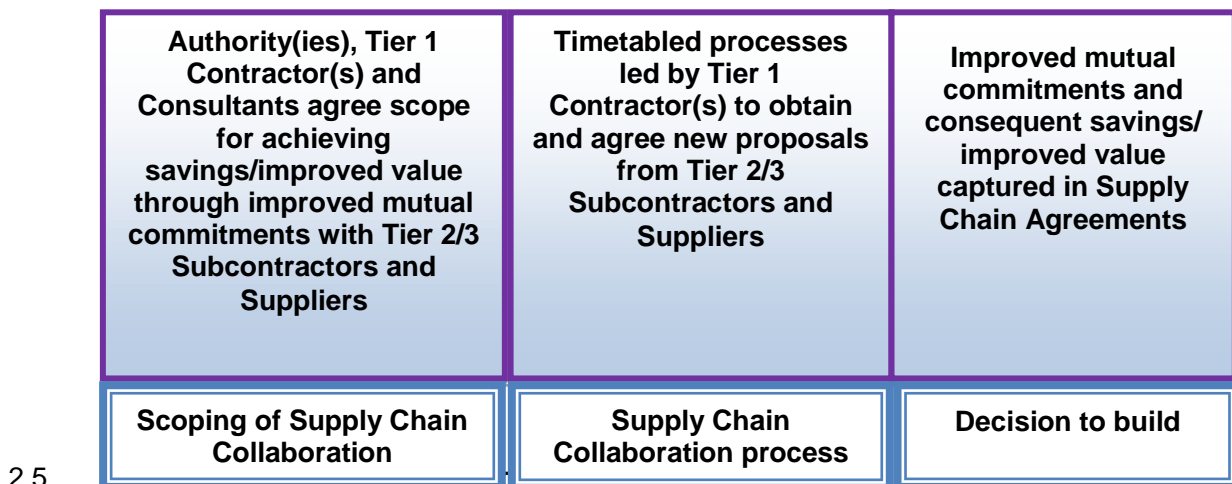 Authority(ies), Tier 1
Contractor(s) and
Consultants agree scope
for achieving
savings/improved value
through improved mutual
commitments with Tier 2/3
Subcontractors and
Suppliers
Timetabled processes
led by Tier 1
Contractor(s) to obtain
and agree new proposals
from Tier 2/3
Subcontractors and
Suppliers
Improved mutual
commitments and
consequent savings/
improved value
captured in Supply
Chain Agreements
Scoping of Supply Chain
Collaboration
Supply Chain
Collaboration process
Decision to build
2.5